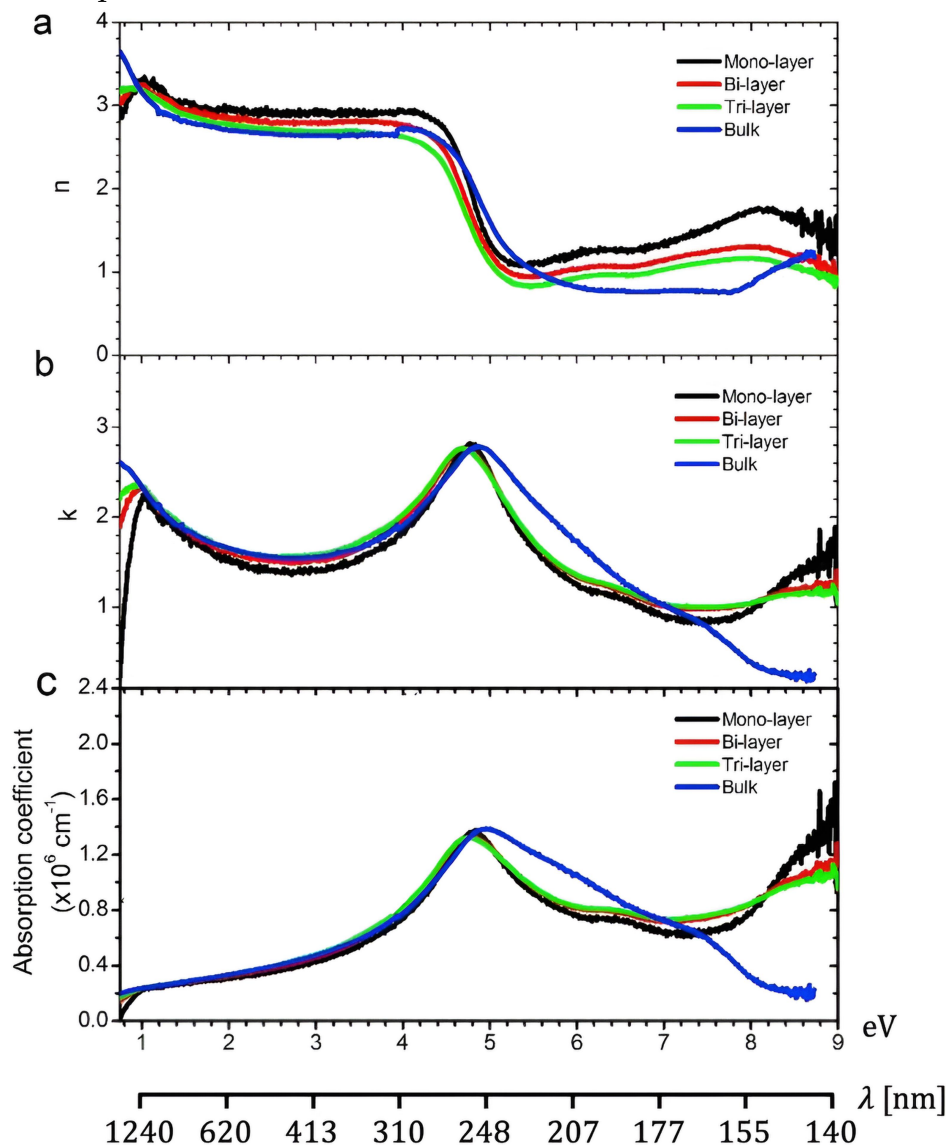 a
4
3
2
1
0
n
Mono-layer
Bi-layer
Tri-layer
Bulk
b
3
2
1
k
Mono-layer
Bi-layer
Tri-layer
Bulk
c
2.4
2.0
1.6
1.2
0.8
0.4
0.0
Absorption coefficient
(x10⁶ cm⁻¹)
Mono-layer
Bi-layer
Tri-layer
Bulk
1 2 3 4 5 6 7 8 9 eV
λ [nm]
1240 620 413 310 248 207 177 155 140